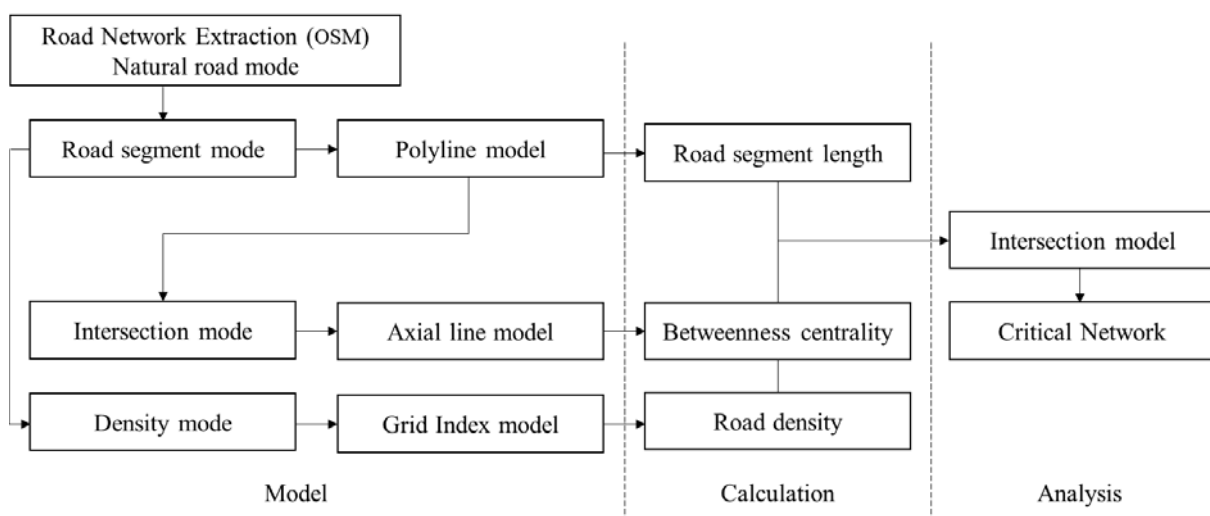 Road Network Extraction (OSM)
Natural road mode
Road segment mode
Polyline model
Road segment length
Intersection model
Intersection mode
Axial line model
Betweenness centrality
Critical Network
Density mode
Grid Index model
Road density
Model
Calculation
Analysis